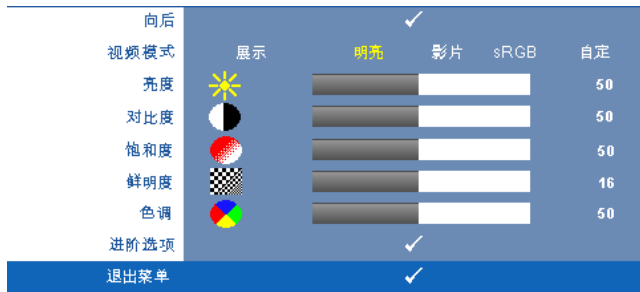 向后
视频模式 展示 明亮 影片 sRGB 自定
亮度 50
对比度 50
饱和度 50
鲜明度 16
色调 50
进阶选项
退出菜单